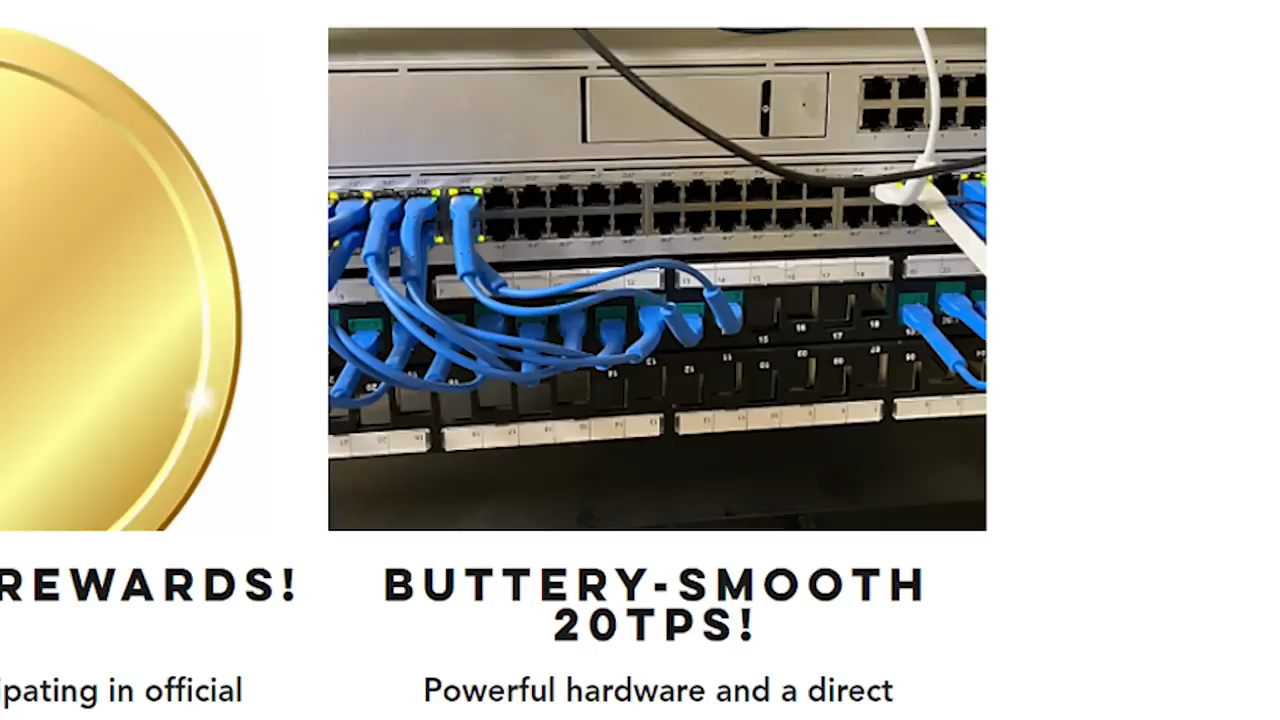 REWARDS!
ipating in official
BUTTERY-SMOOTH
20TPS!
Powerful hardware and a direct